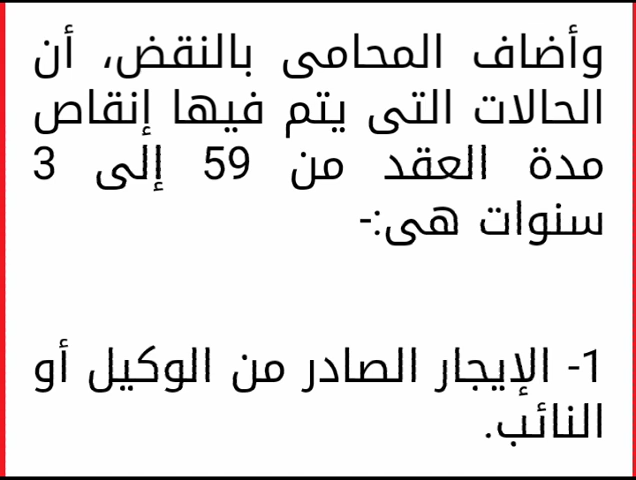 وأضاف المحامى بالنقض، أن
الحالات التى يتم فيها إنقاص
مدة العقد من 59 إلى 3
سنوات هى:-
1- الإيجار الصادر من الوكيل أو
النائب.